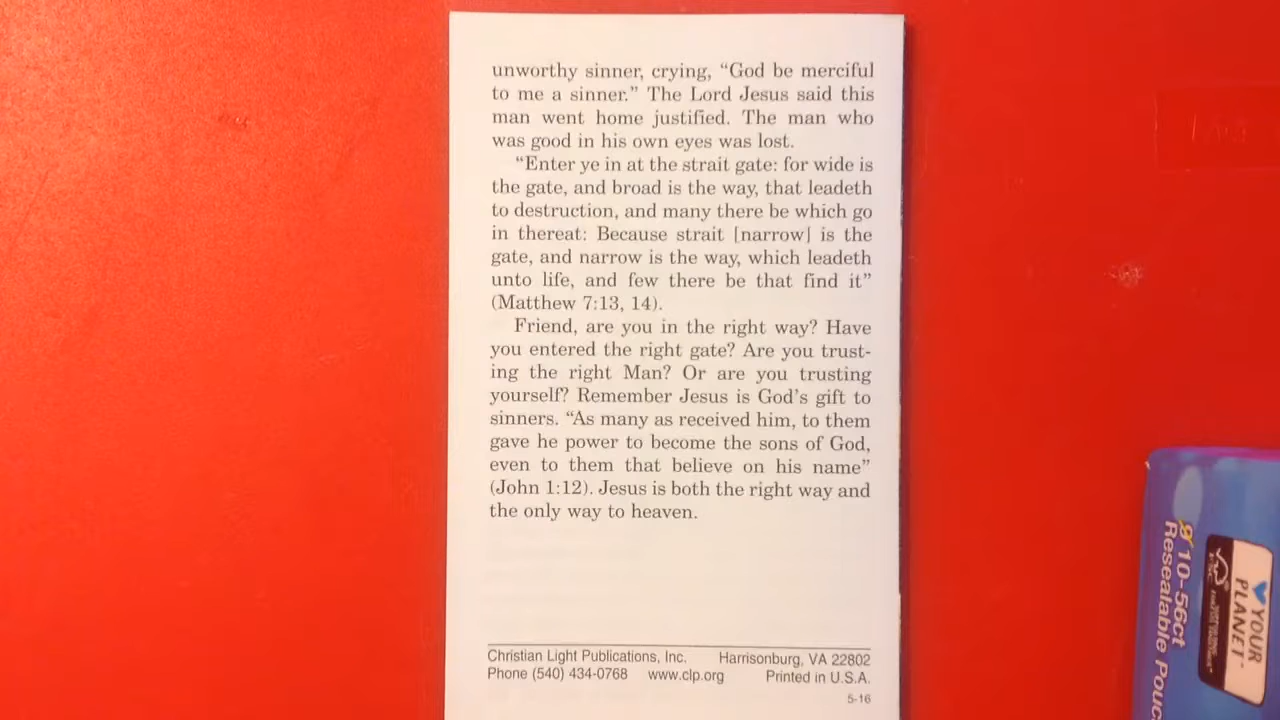 unworthy sinner, crying, “God be merciful
to me a sinner.” The Lord Jesus said this
man went home justified. The man who
was good in his own eyes was lost.
“Enter ye in at the strait gate: for wide is
the gate, and broad is the way, that leadeth
to destruction, and many there be which go
in thereat: Because strait [narrow] is the
gate, and narrow is the way, which leadeth
unto life, and few there be that find it”
(Matthew 7:13, 14).
Friend, are you in the right way? Have
you entered the right gate? Are you trust-
ing the right Man? Or are you trusting
yourself? Remember Jesus is God’s gift to
sinners. “As many as received him, to them
gave he power to become the sons of God,
even to them that believe on his name”
(John 1:12). Jesus is both the right way and
the only way to heaven.
Christian Light Publications, Inc. Harrisonburg, VA 22802
Phone (540) 434-0768 www.clp.org Printed in U.S.A.
5-16
YOUR
PLANET
10-56ct
Resealable Pouc